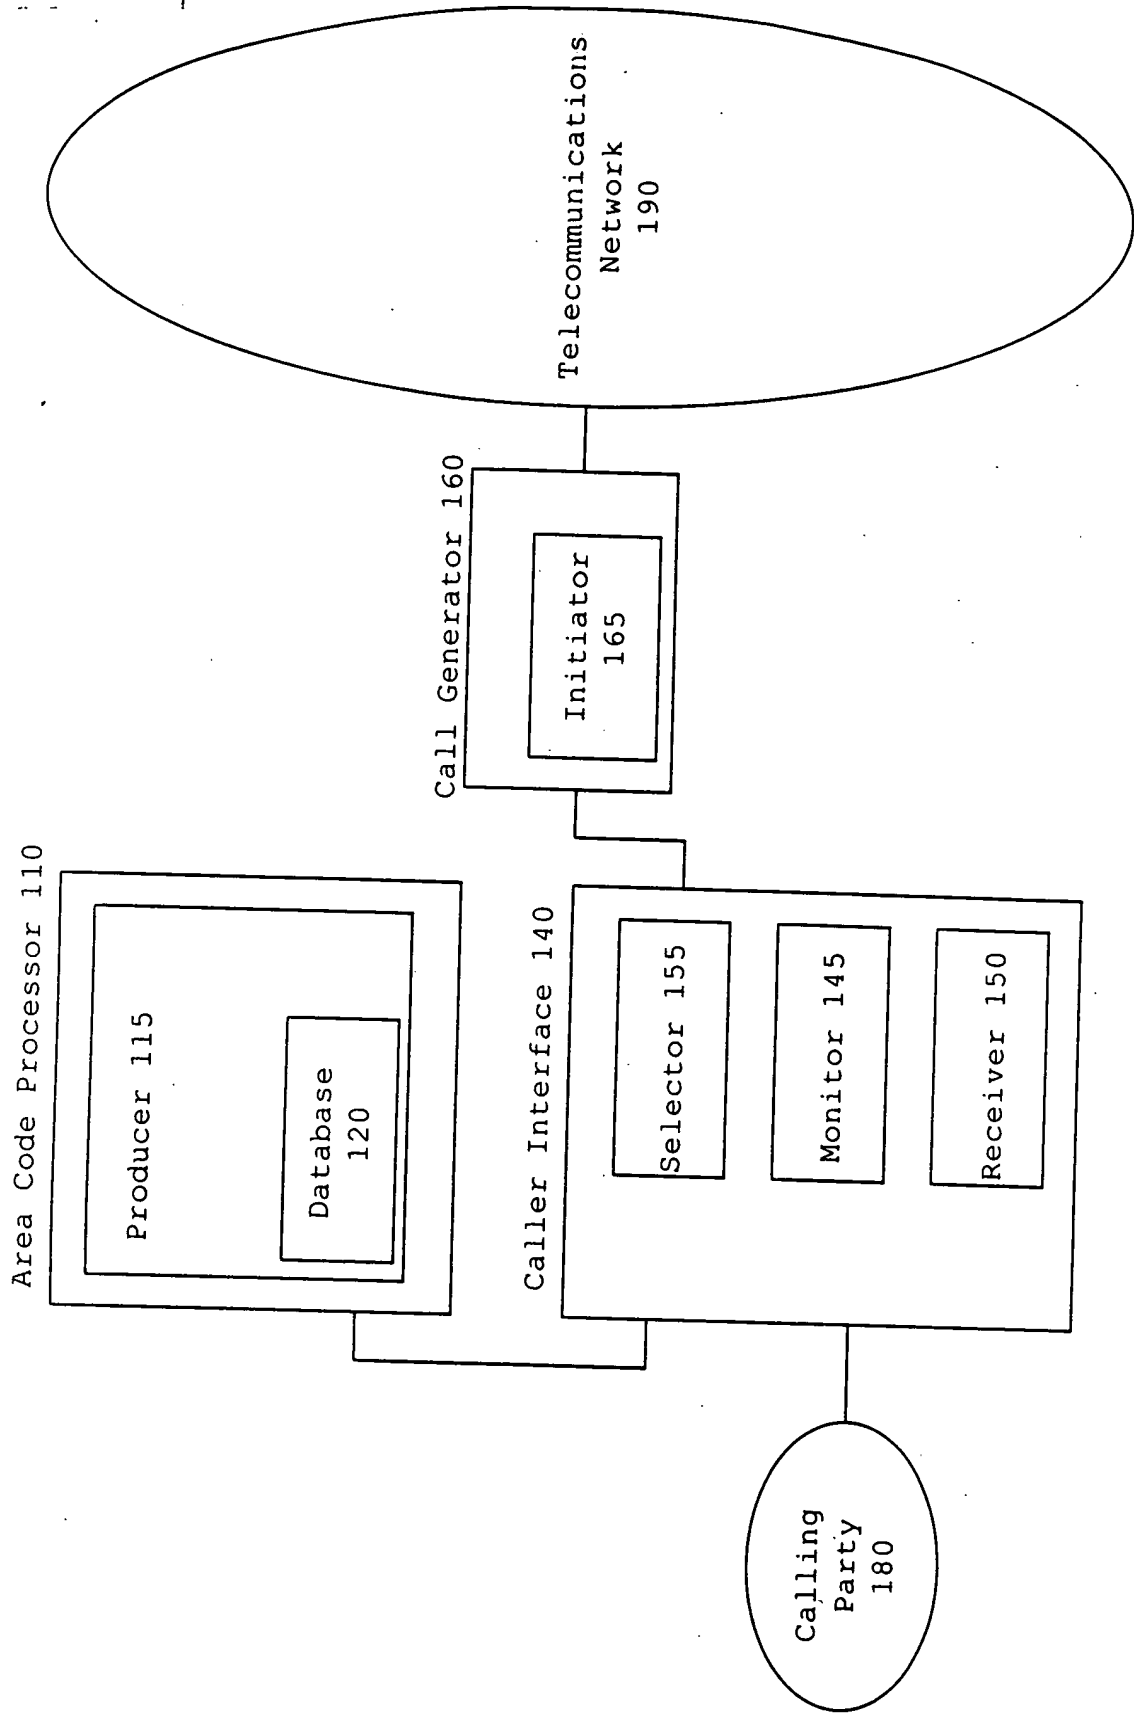 Area Code Processor 110
Producer 115
Database
120
Caller Interface 140
Selector 155
Monitor 145
Receiver 150
Calling
Party
180
Call Generator 160
Initiator
165
Telecommunications
Network
190